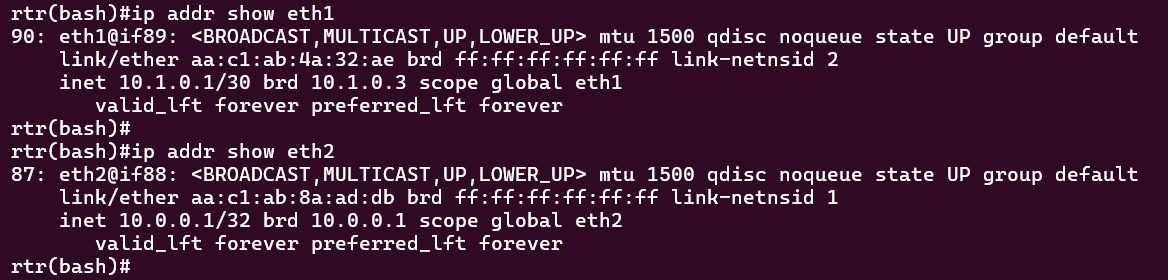 rtr(bash)#ip addr show eth1
90: eth1@if89: <BROADCAST,MULTICAST,UP,LOWER_UP> mtu 1500 qdisc noqueue state UP group default
    link/ether aa:c1:ab:4a:32:ae brd ff:ff:ff:ff:ff:ff link-netnsid 2
    inet 10.1.0.1/30 brd 10.1.0.3 scope global eth1
       valid_lft forever preferred_lft forever
rtr(bash)#
rtr(bash)#ip addr show eth2
87: eth2@if88: <BROADCAST,MULTICAST,UP,LOWER_UP> mtu 1500 qdisc noqueue state UP group default
    link/ether aa:c1:ab:8a:ad:db brd ff:ff:ff:ff:ff:ff link-netnsid 1
    inet 10.0.0.1/32 brd 10.0.0.1 scope global eth2
       valid_lft forever preferred_lft forever
rtr(bash)#